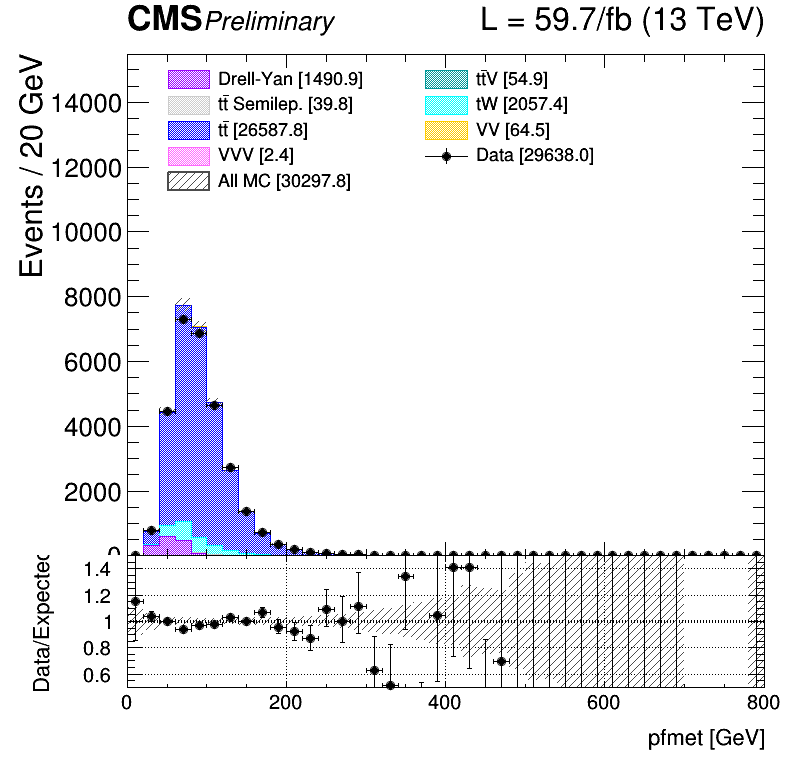 CMS Preliminary L = 59.7/fb (13 TeV)
Events / 20 GeV
Drell-Yan [1490.9]
tt̄ Semilep. [39.8]
tt̄ [26587.8]
VVV [2.4]
All MC [30297.8]
tt̄V [54.9]
tW [2057.4]
VV [64.5]
Data [29638.0]
14000
12000
10000
8000
6000
4000
2000
0
Data/Expected
1.4
1.2
1
0.8
0.6
0 200 400 600 800
pfmet [GeV]